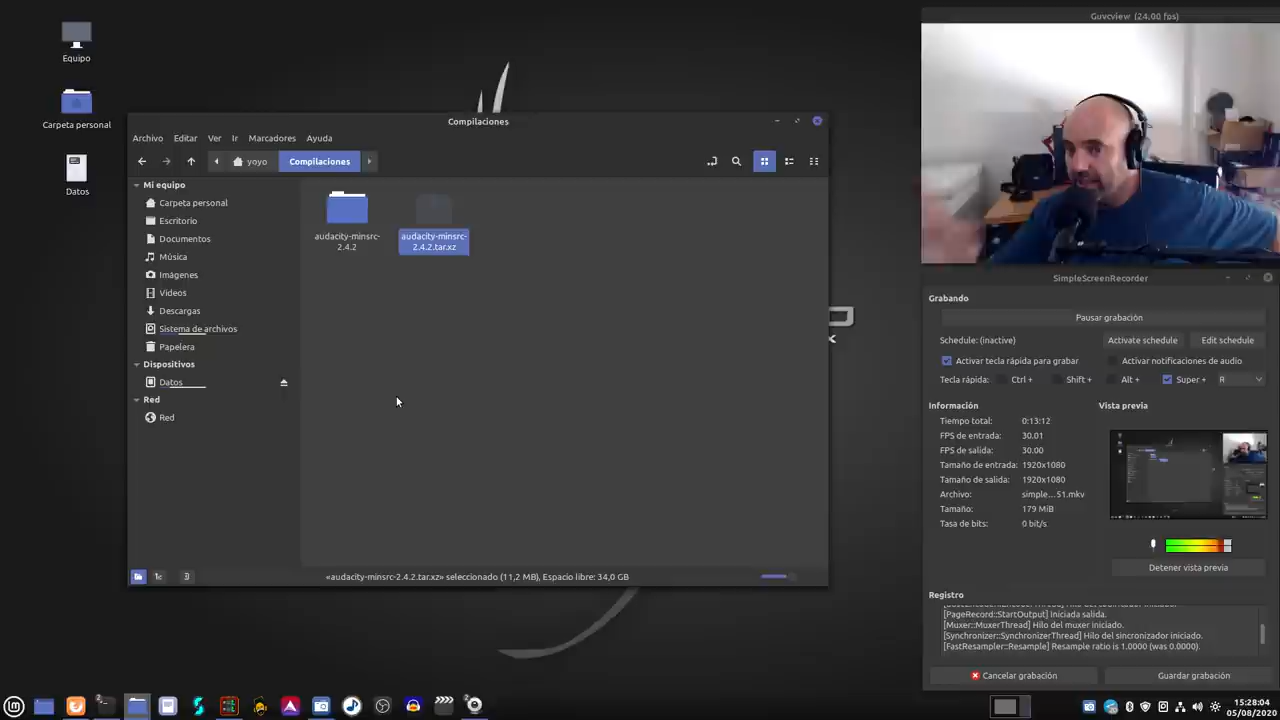 Equipo
Carpeta personal
Datos
Compilaciones
Archivo Editar Ver Ir Marcadores Ayuda
yoyo Compilaciones
Mi equipo
Carpeta personal
Escritorio
Documentos
Música
Imágenes
Vídeos
Descargas
Sistema de archivos
Papelera
Dispositivos
Datos
Red
Red
audacity-minsrc-
2.4.2
audacity-minsrc-
2.4.2.tar.xz
«audacity-minsrc-2.4.2.tar.xz» seleccionado (11,2 MB), Espacio libre: 34,0 GB
Guvcview (24.00 fps)
SimpleScreenRecorder
Grabando
Pausar grabación
Schedule: (inactive) Activate schedule Edit schedule
Activar tecla rápida para grabar Activar notificaciones de audio
Tecla rápida: Ctrl + Shift + Alt + Super + R
Información
Tiempo total: 0:13:12
FPS de entrada: 30.01
FPS de salida: 30.00
Tamaño de entrada: 1920x1080
Tamaño de salida: 1920x1080
Archivo: simple...51.mkv
Tamaño: 179 MiB
Tasa de bits: 0 bit/s
Vista previa
Detener vista previa
Registro
[PageRecord::StartOutput] Iniciada salida.
[Muxer::MuxerThread] Hilo del muxer iniciado.
[Synchronizer::SynchronizerThread] Hilo del sincronizador iniciado.
[FastResampler::Resample] Resample ratio is 1.0000 (was 0.0000).
Cancelar grabación Guardar grabación
15:28:04
05/08/2020